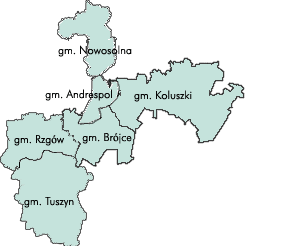 gm. Nowosolna
gm. Andrespol
gm. Koluszki
gm. Rzgów
gm. Brójce
gm. Tuszyn